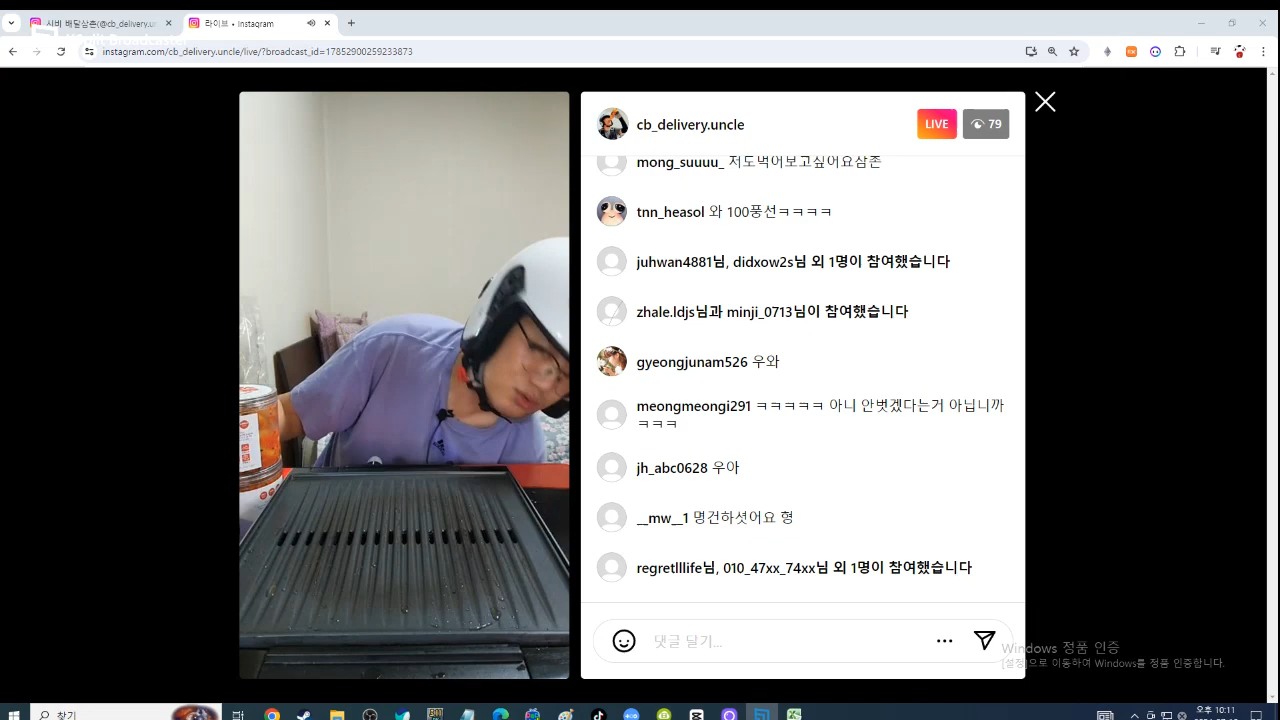 시바 배달삼촌(@cb_delivery.un
라이브 • Instagram
instagram.com/cb_delivery.uncle/live/?broadcast_id=17852900259233873
cb_delivery.uncle
LIVE
79
mong_suuuu_ 저도먹어보고싶어요삼촌
tnn_heasol 와 100풍선ㅋㅋㅋㅋ
juhwan4881님, didxow2s님 외 1명이 참여했습니다
zhale.ldjs님과 minji_0713님이 참여했습니다
gyeongjunam526 우와
meongmeongi291 ㅋㅋㅋㅋㅋ 아니 안벗겠다는거 아닙니까
ㅋㅋㅋ
jh_abc0628 우아
__mw__1 명건하셧어요 형
regretlllife님, 010_47xx_74xx님 외 1명이 참여했습니다
댓글 달기...
Windows 정품 인증
[설정]으로 이동하여 Windows를 정품 인증합니다.
찾기
오후 10:11